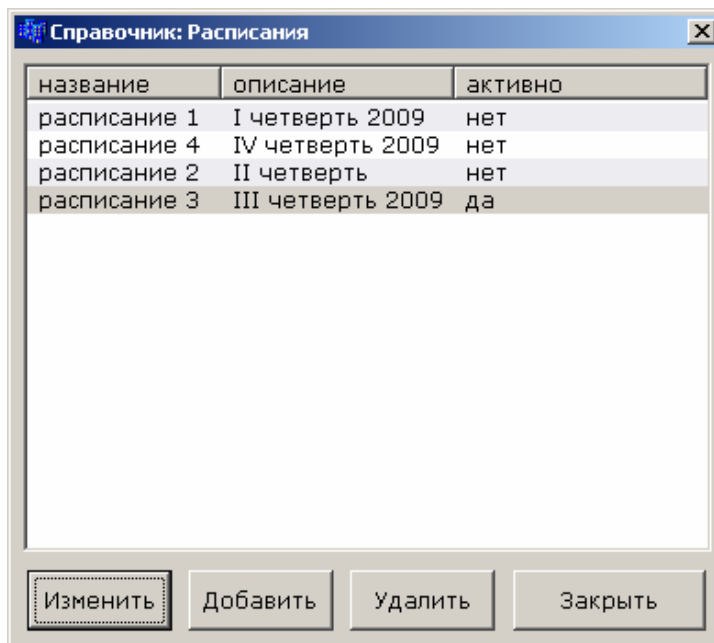 Справочник: Расписания
название описание активно
расписание 1 I четверть 2009 нет
расписание 4 IV четверть 2009 нет
расписание 2 II четверть нет
расписание 3 III четверть 2009 да
Изменить Добавить Удалить Закрыть